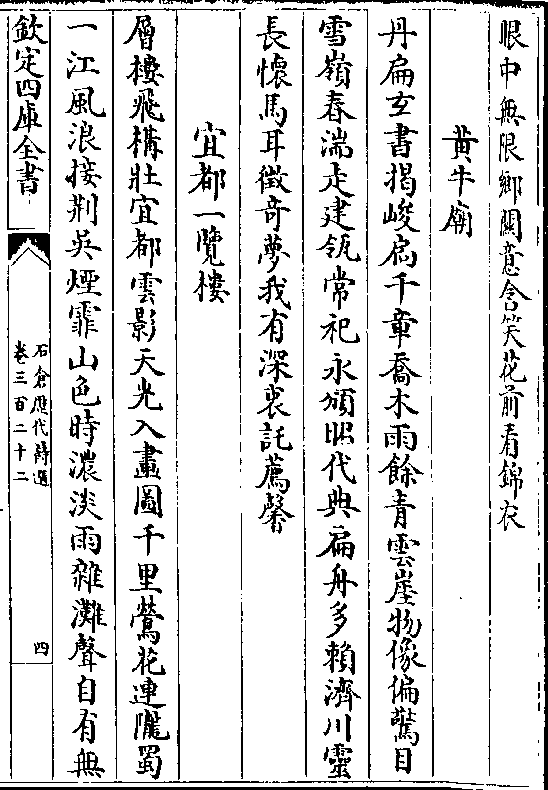 眼中無限鄉關意含笑花前看錦衣
黃牛廟
丹扁玄書揭峻扃千章喬木雨餘青雲崖物像偏驚目
雪嶺春湍走建瓴常祀永頒昭代典扁舟多賴濟川靈
長懷馬耳徵奇夢我有深衷託薦馨
宜都一覽樓
層樓飛構壯宜都雲影天光入畫圖千里鶯花連隴蜀
一江風浪接荆吳煙霏山色時濃淡雨雜灘聲自有無
欽定四庫全書
石倉歷代詩選
卷三百二十二
四